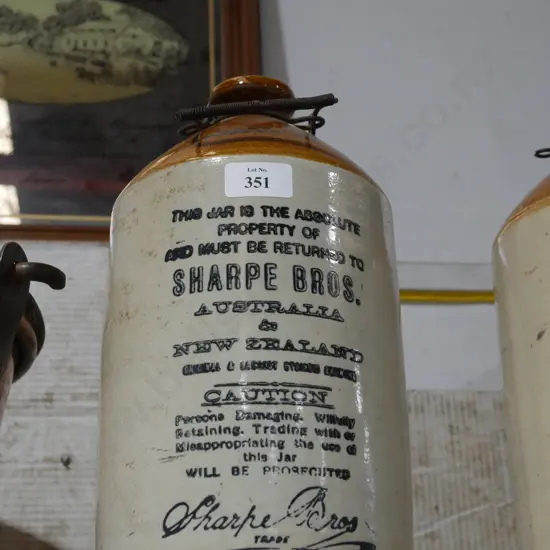 Lot No.
351
THIS JAR IS THE ABSOLUTE
PROPERTY OF
AND MUST BE RETURNED TO
SHARPE BROS.
AUSTRALIA
&
NEW ZEALAND
CAUTION
Persons Damaging. Wilfully
Retaining. Trading with or
Misappropriating the use of
this Jar
WILL BE PROSECUTED
Sharpe Bros
TRADE